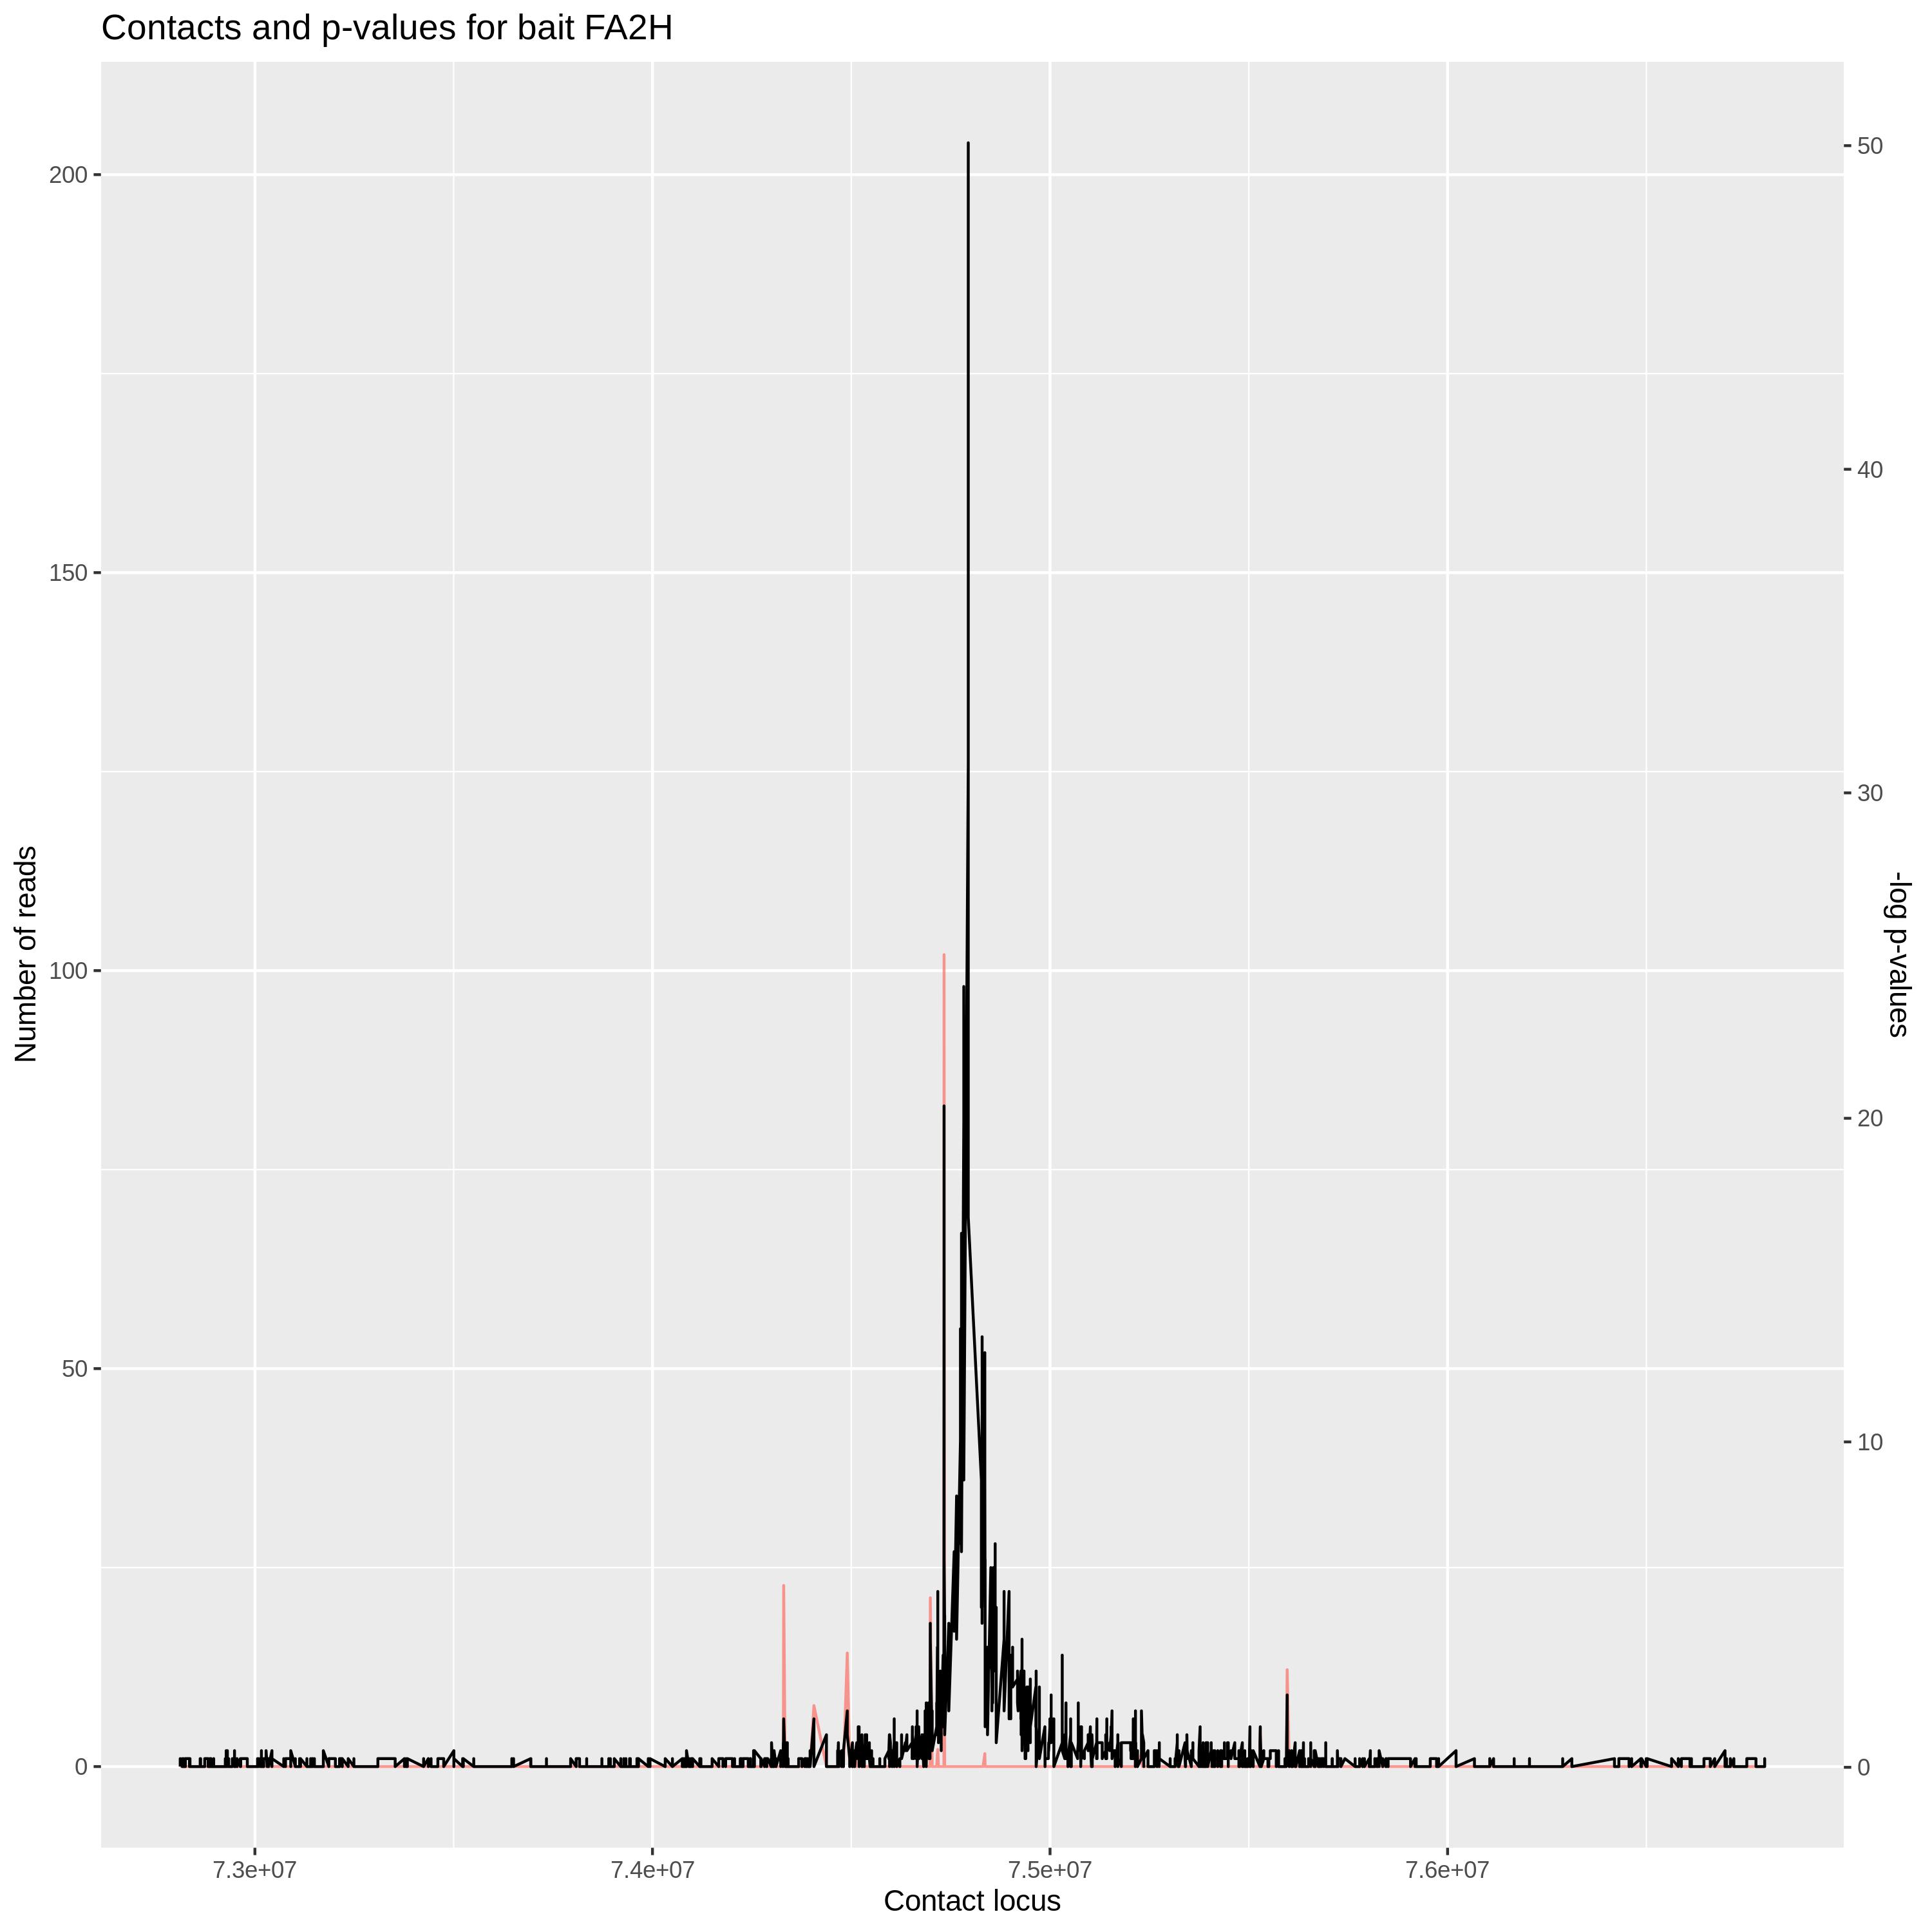 Contacts and p-values for bait FA2H
200
150
100
50
0
Number of reads
50
40
30
20
10
0
-log p-values
7.3e+07
7.4e+07
7.5e+07
7.6e+07
Contact locus